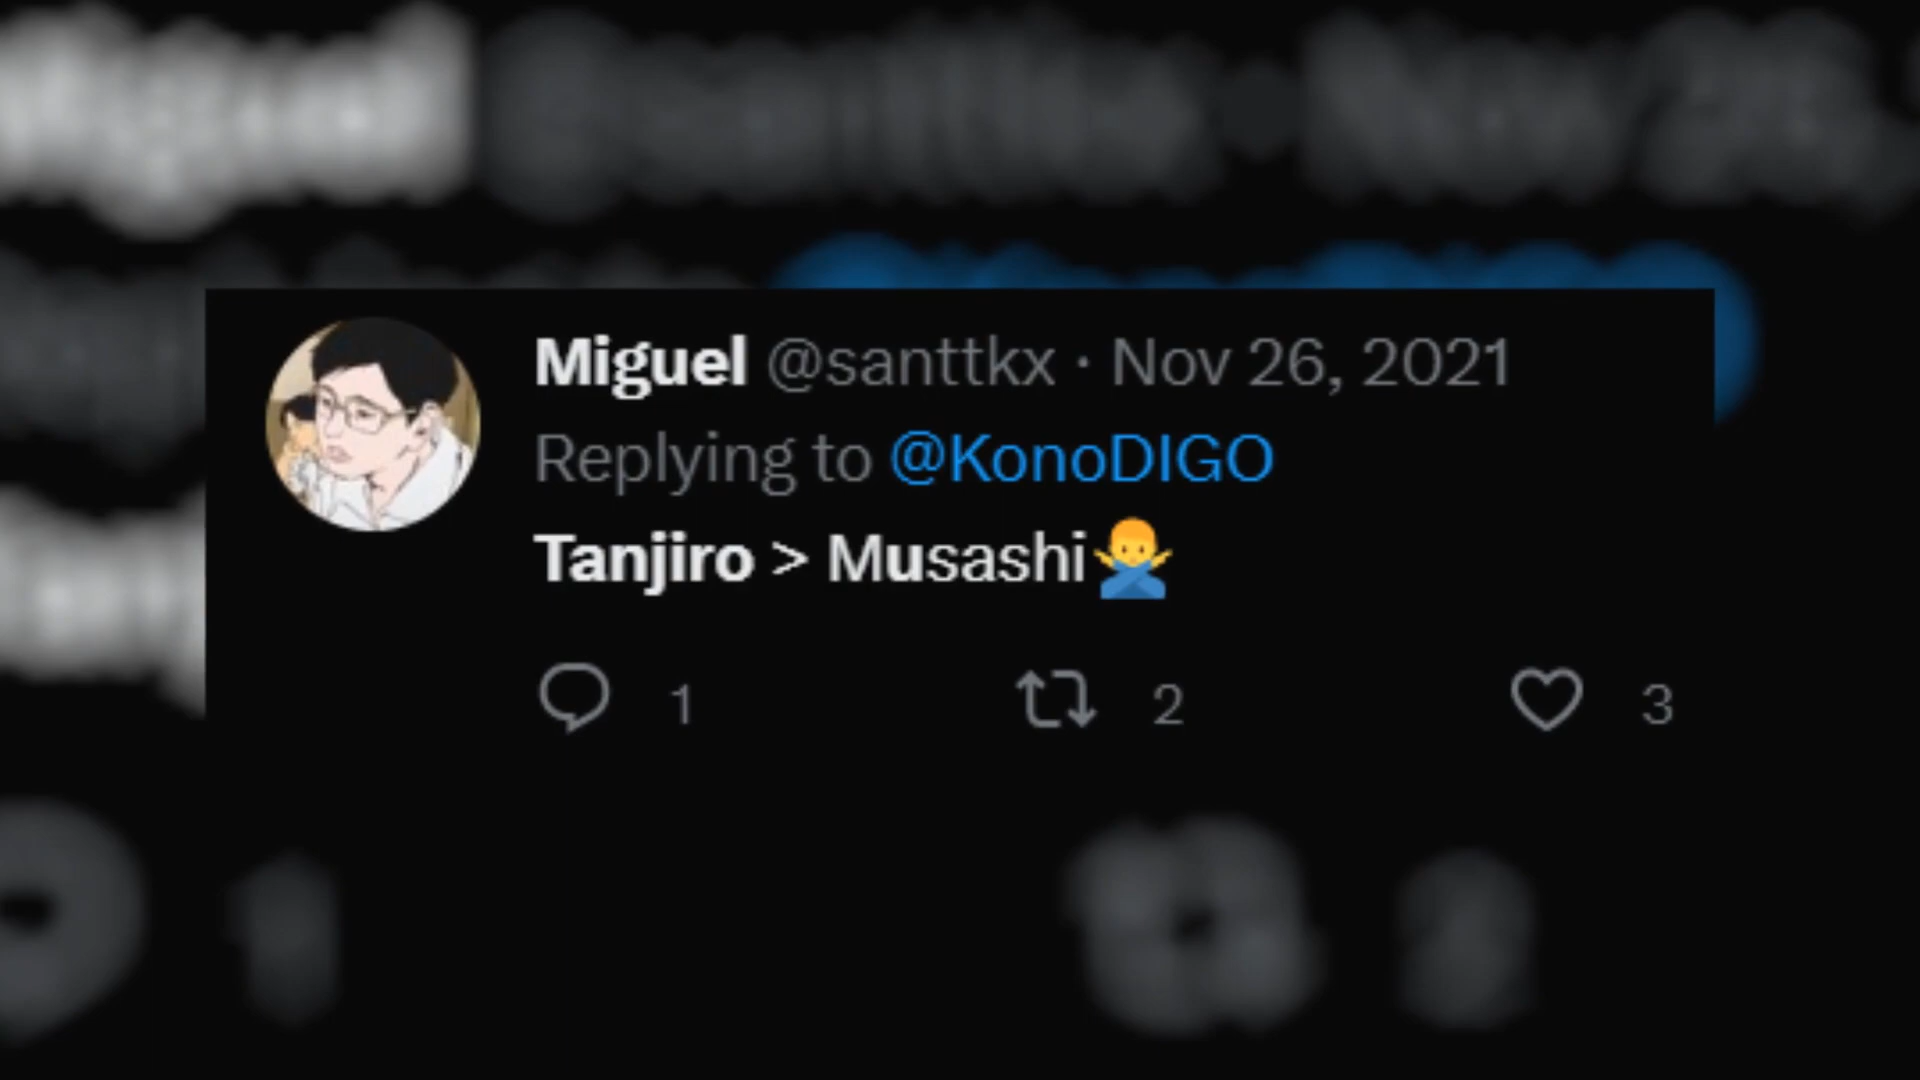 Miguel @santtkx · Nov 26, 2021
Replying to @KonoDIGO
Tanjiro > Musashi🙅‍♂️
1 2 3